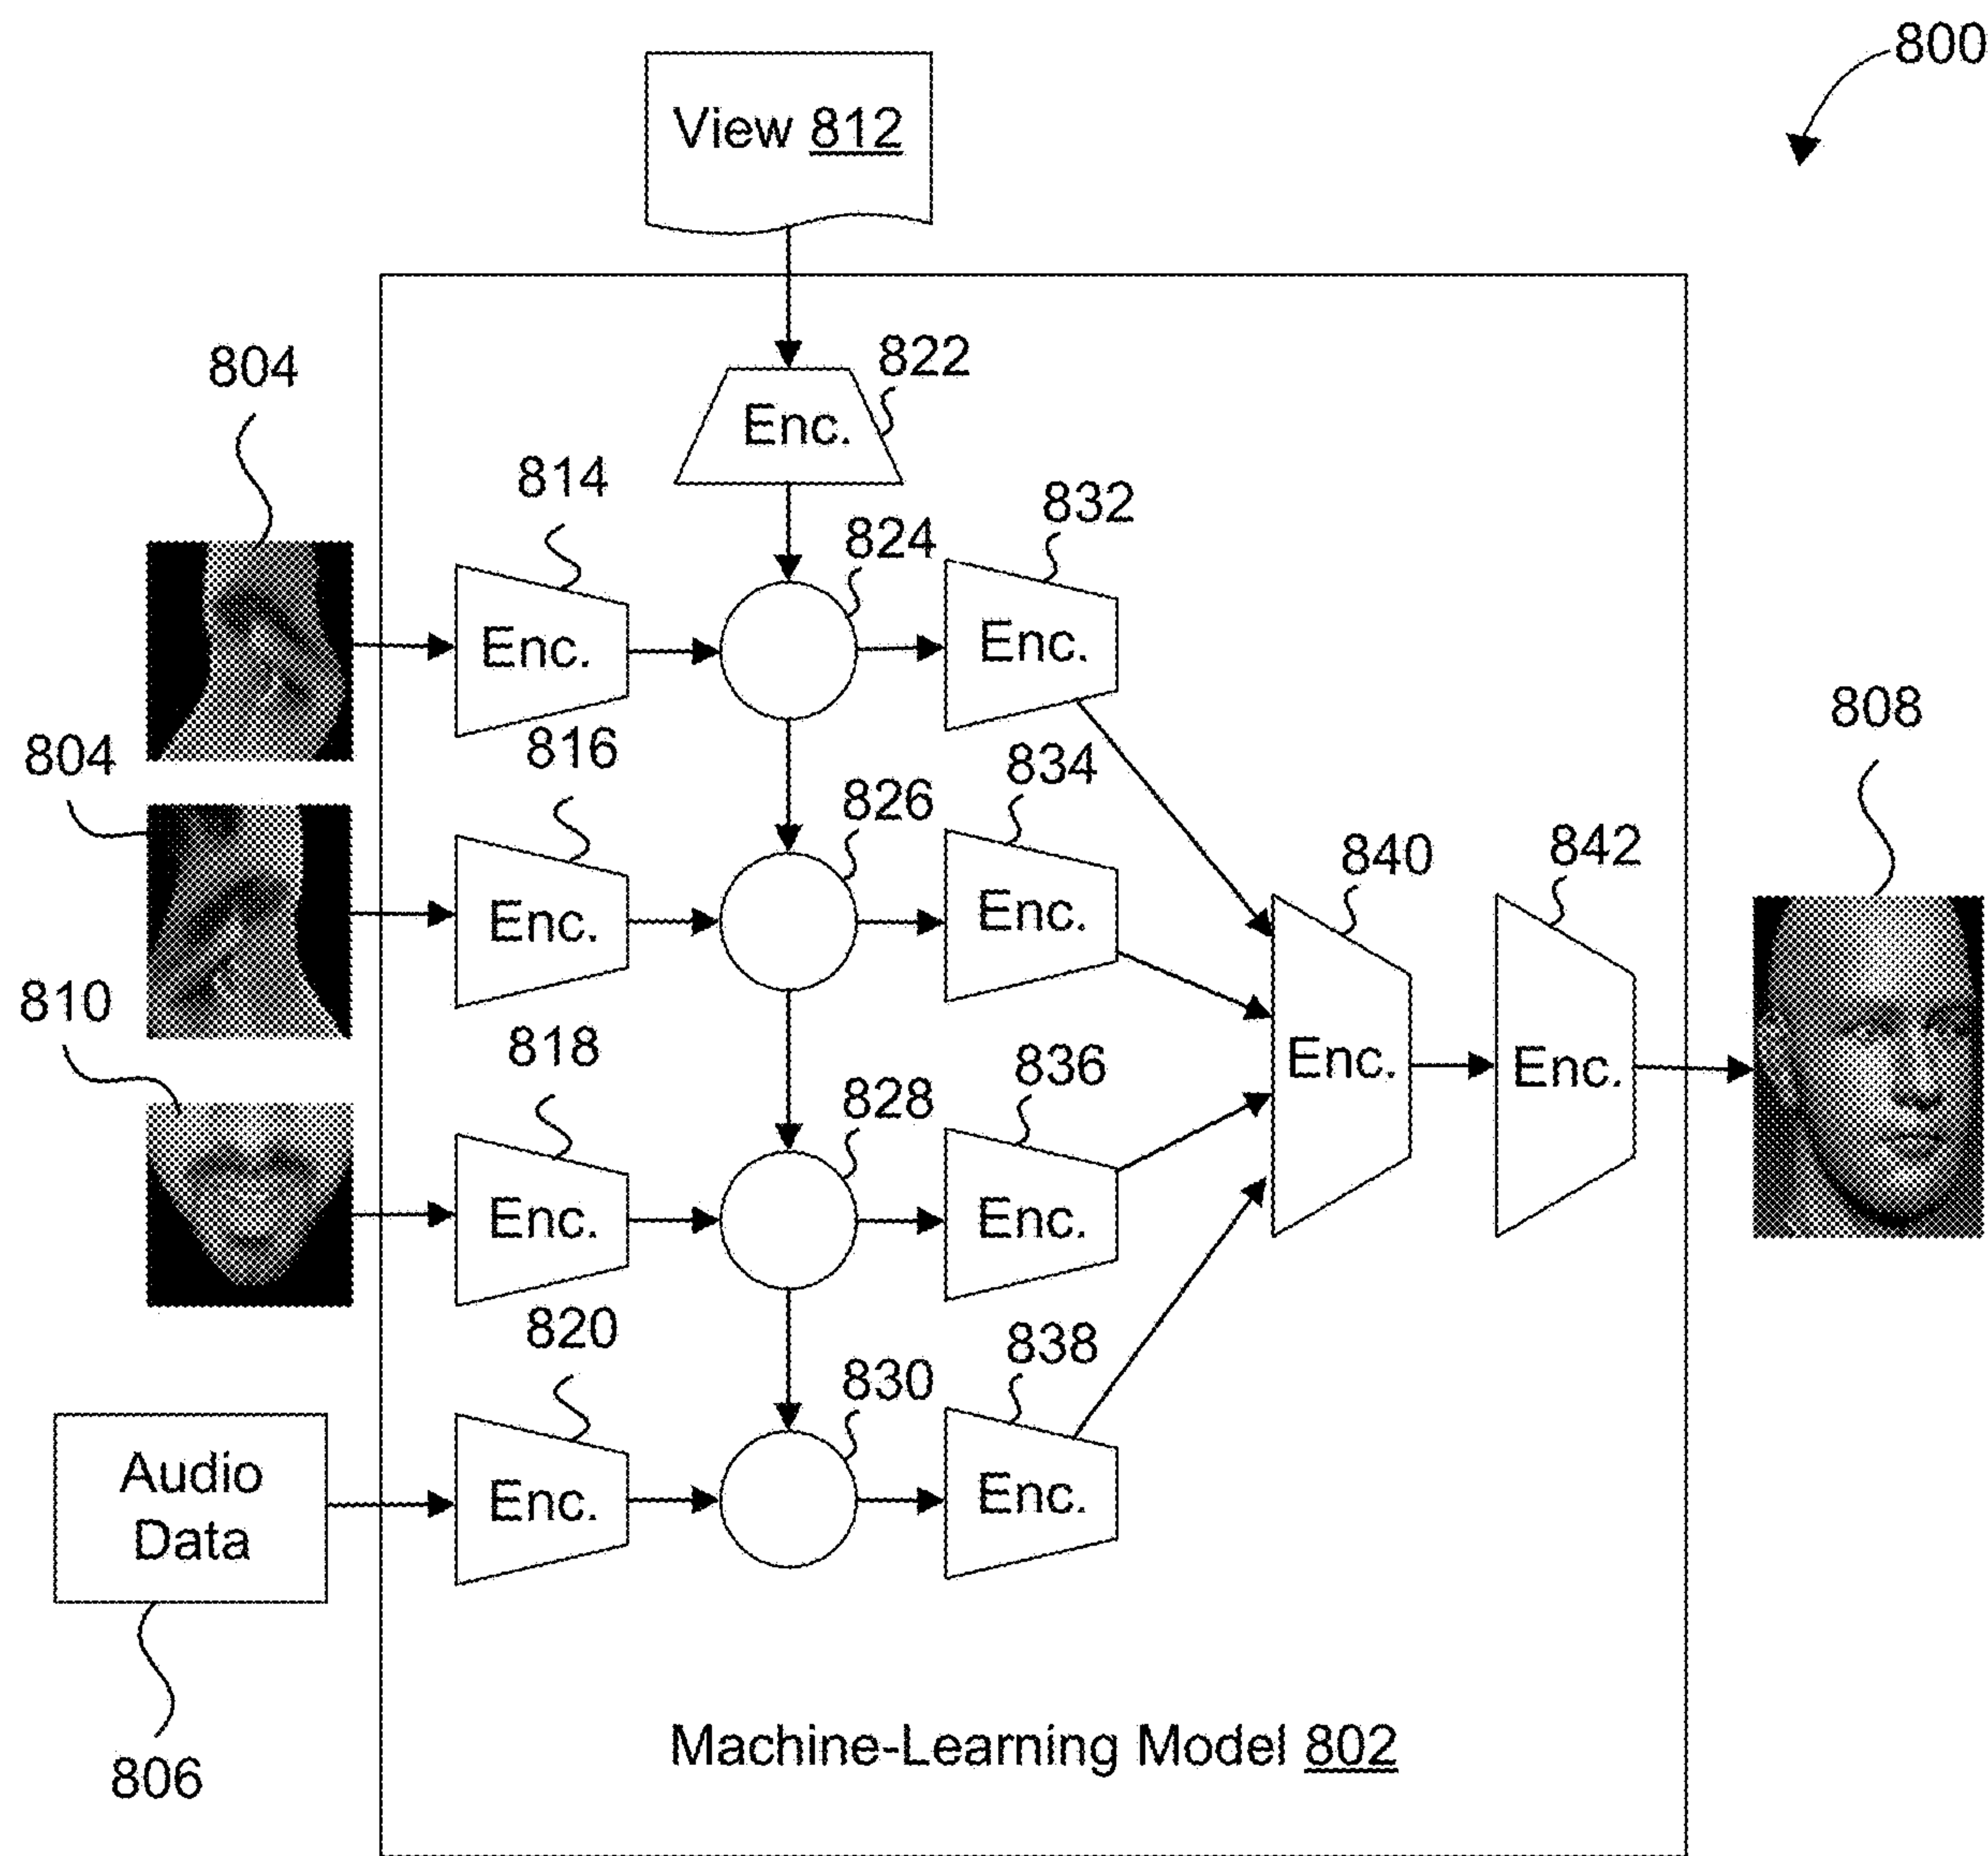 800
View 812
822
Enc.
804
814
824
832
Enc.
Enc.
808
804
816
826
834
Enc.
Enc.
840
842
810
818
828
836
Enc.
Enc.
Enc.
Enc.
820
830
838
Audio
Data
Enc.
Enc.
806
Machine-Learning Model 802